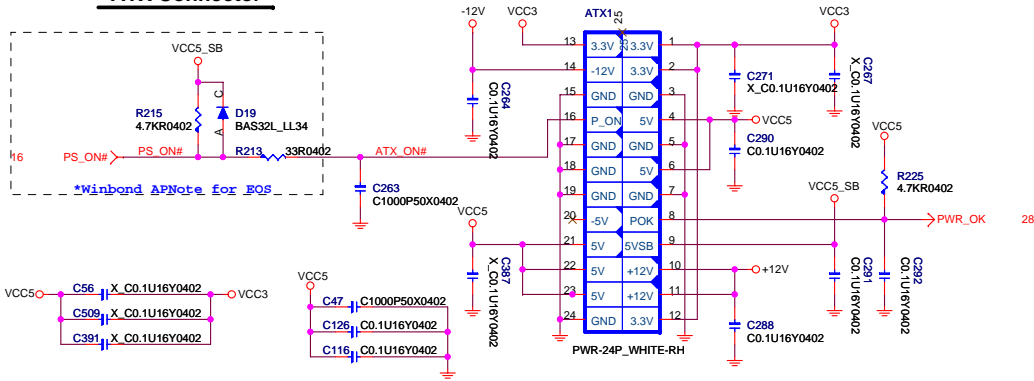 VCC5_SB
R215
4.7KR0402
C
D19
BAS32L_LL34
A
16
PS_ON#
PS_ON#
R213
33R0402
ATX_ON#
*Winbond APNote for EOS
C263
C1000P50X0402
-12V
C264
C0.1U16Y0402
VCC3
ATX1
25
25
13 3.3V 3.3V 1
14 -12V 3.3V 2
15 GND GND 3
16 P_ON 5V 4
17 GND GND 5
18 GND 5V 6
19 GND GND 7
20 -5V POK 8
21 5V 5VSB 9
22 5V +12V 10
23 5V +12V 11
24 GND 3.3V 12
PWR-24P_WHITE-RH
VCC5
C387
X_C0.1U16Y0402
VCC3
C271
X_C0.1U16Y0402
C267
X_C0.1U16Y0402
VCC5
C290
C0.1U16Y0402
VCC5
R225
4.7KR0402
VCC5_SB
PWR_OK
28
C291
C0.1U16Y0402
C292
C0.1U16Y0402
+12V
C288
C0.1U16Y0402
VCC5
C56
X_C0.1U16Y0402
VCC3
C509
X_C0.1U16Y0402
C391
X_C0.1U16Y0402
VCC5
C47
C1000P50X0402
C126
C0.1U16Y0402
C116
C0.1U16Y0402